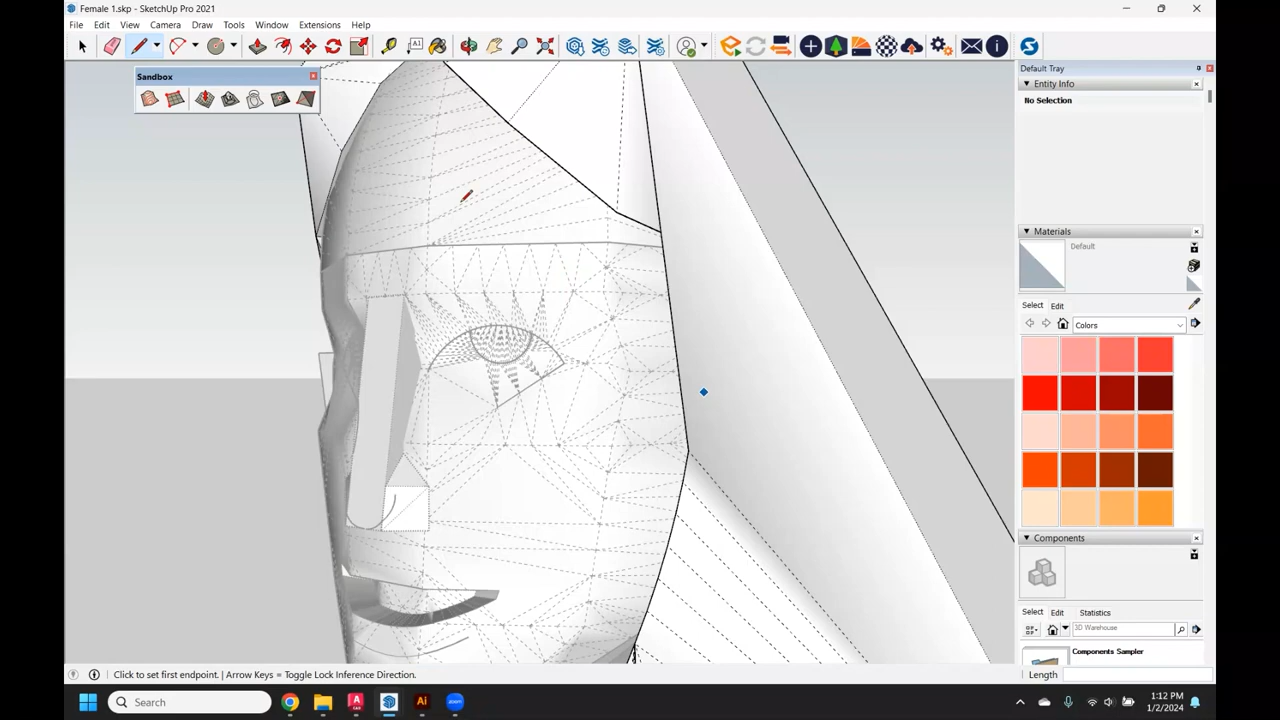 Female 1.skp - SketchUp Pro 2021
File Edit View Camera Draw Tools Window Extensions Help
Sandbox
Default Tray
Entity Info
No Selection
Materials
Default
Select Edit
Colors
Components
Select Edit Statistics
3D Warehouse
Components Sampler
Click to set first endpoint. | Arrow Keys = Toggle Lock Inference Direction.
Length
Search
A
Ai
zoom
1:12 PM
1/2/2024